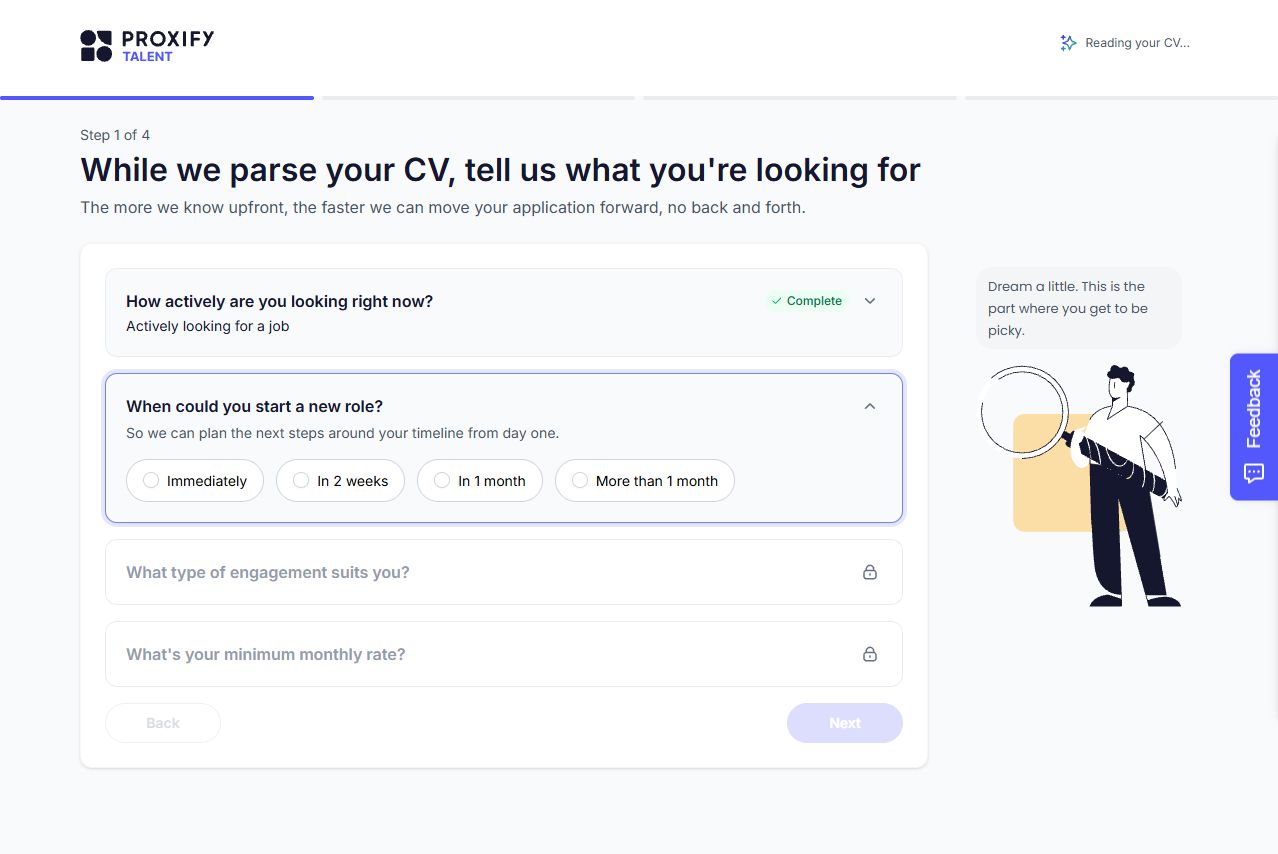 PROXIFY
TALENT
Reading your CV...
Step 1 of 4
While we parse your CV, tell us what you're looking for
The more we know upfront, the faster we can move your application forward, no back and forth.
How actively are you looking right now?
Complete
Actively looking for a job
When could you start a new role?
So we can plan the next steps around your timeline from day one.
Immediately
In 2 weeks
In 1 month
More than 1 month
What type of engagement suits you?
What's your minimum monthly rate?
Back
Next
Dream a little. This is the
part where you get to be
picky.
Feedback